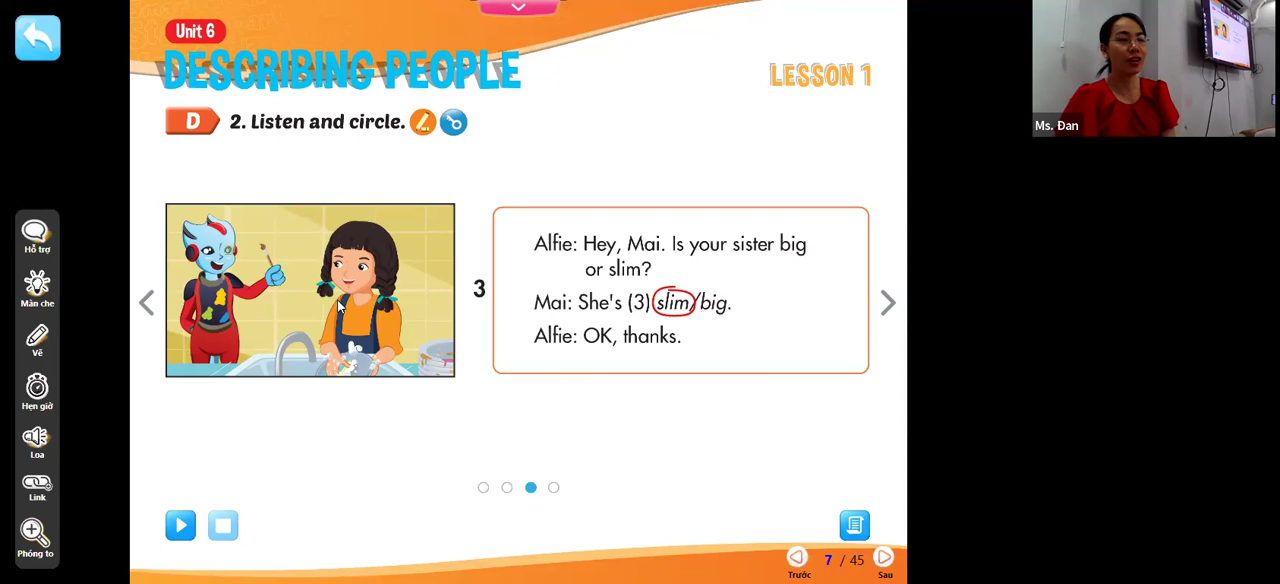 Unit 6
DESCRIBING PEOPLE
LESSON 1
D 2. Listen and circle.
3
Alfie: Hey, Mai. Is your sister big
or slim?
Mai: She's (3) slim/big.
Alfie: OK, thanks.
Hỗ trợ
Màn che
Vẽ
Hẹn giờ
Loa
Link
Phóng to
7 / 45
Trước
Sau
Ms. Đan